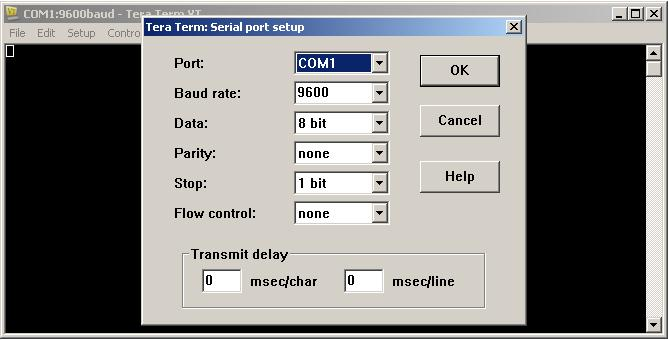 COM1:9600baud - Tera Term VT
File Edit Setup Contro
Tera Term: Serial port setup
Port: COM1
OK
Baud rate: 9600
Data: 8 bit
Cancel
Parity: none
Help
Stop: 1 bit
Flow control: none
Transmit delay
0 msec/char 0 msec/line